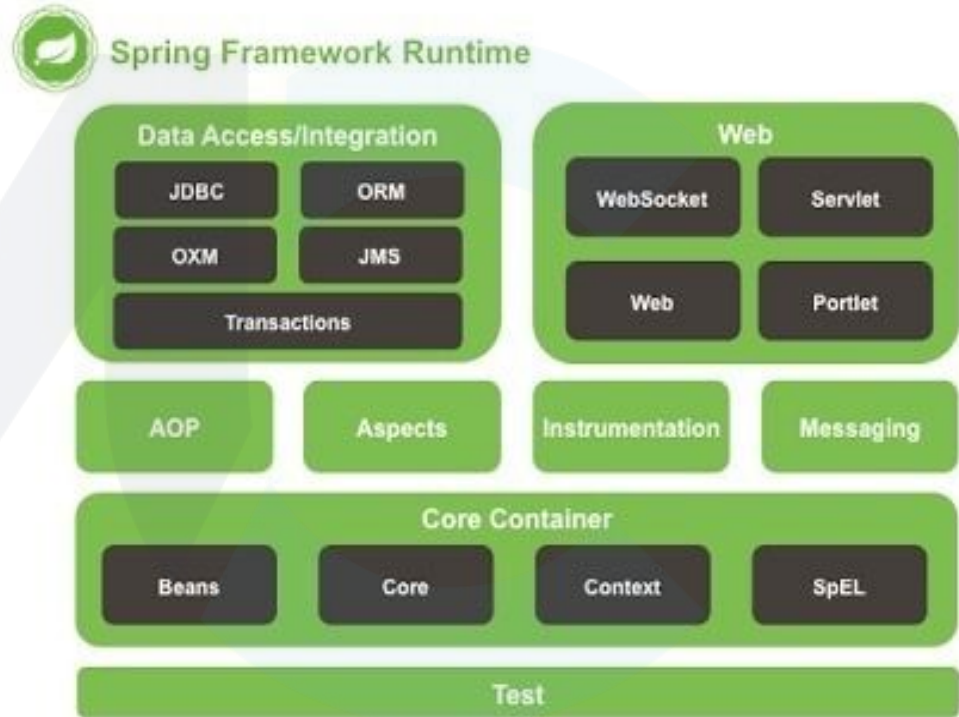 Spring Framework Runtime
Data Access/Integration
JDBC
ORM
OXM
JMS
Transactions
Web
WebSocket
Servlet
Web
Portlet
AOP
Aspects
Instrumentation
Messaging
Core Container
Beans
Core
Context
SpEL
Test